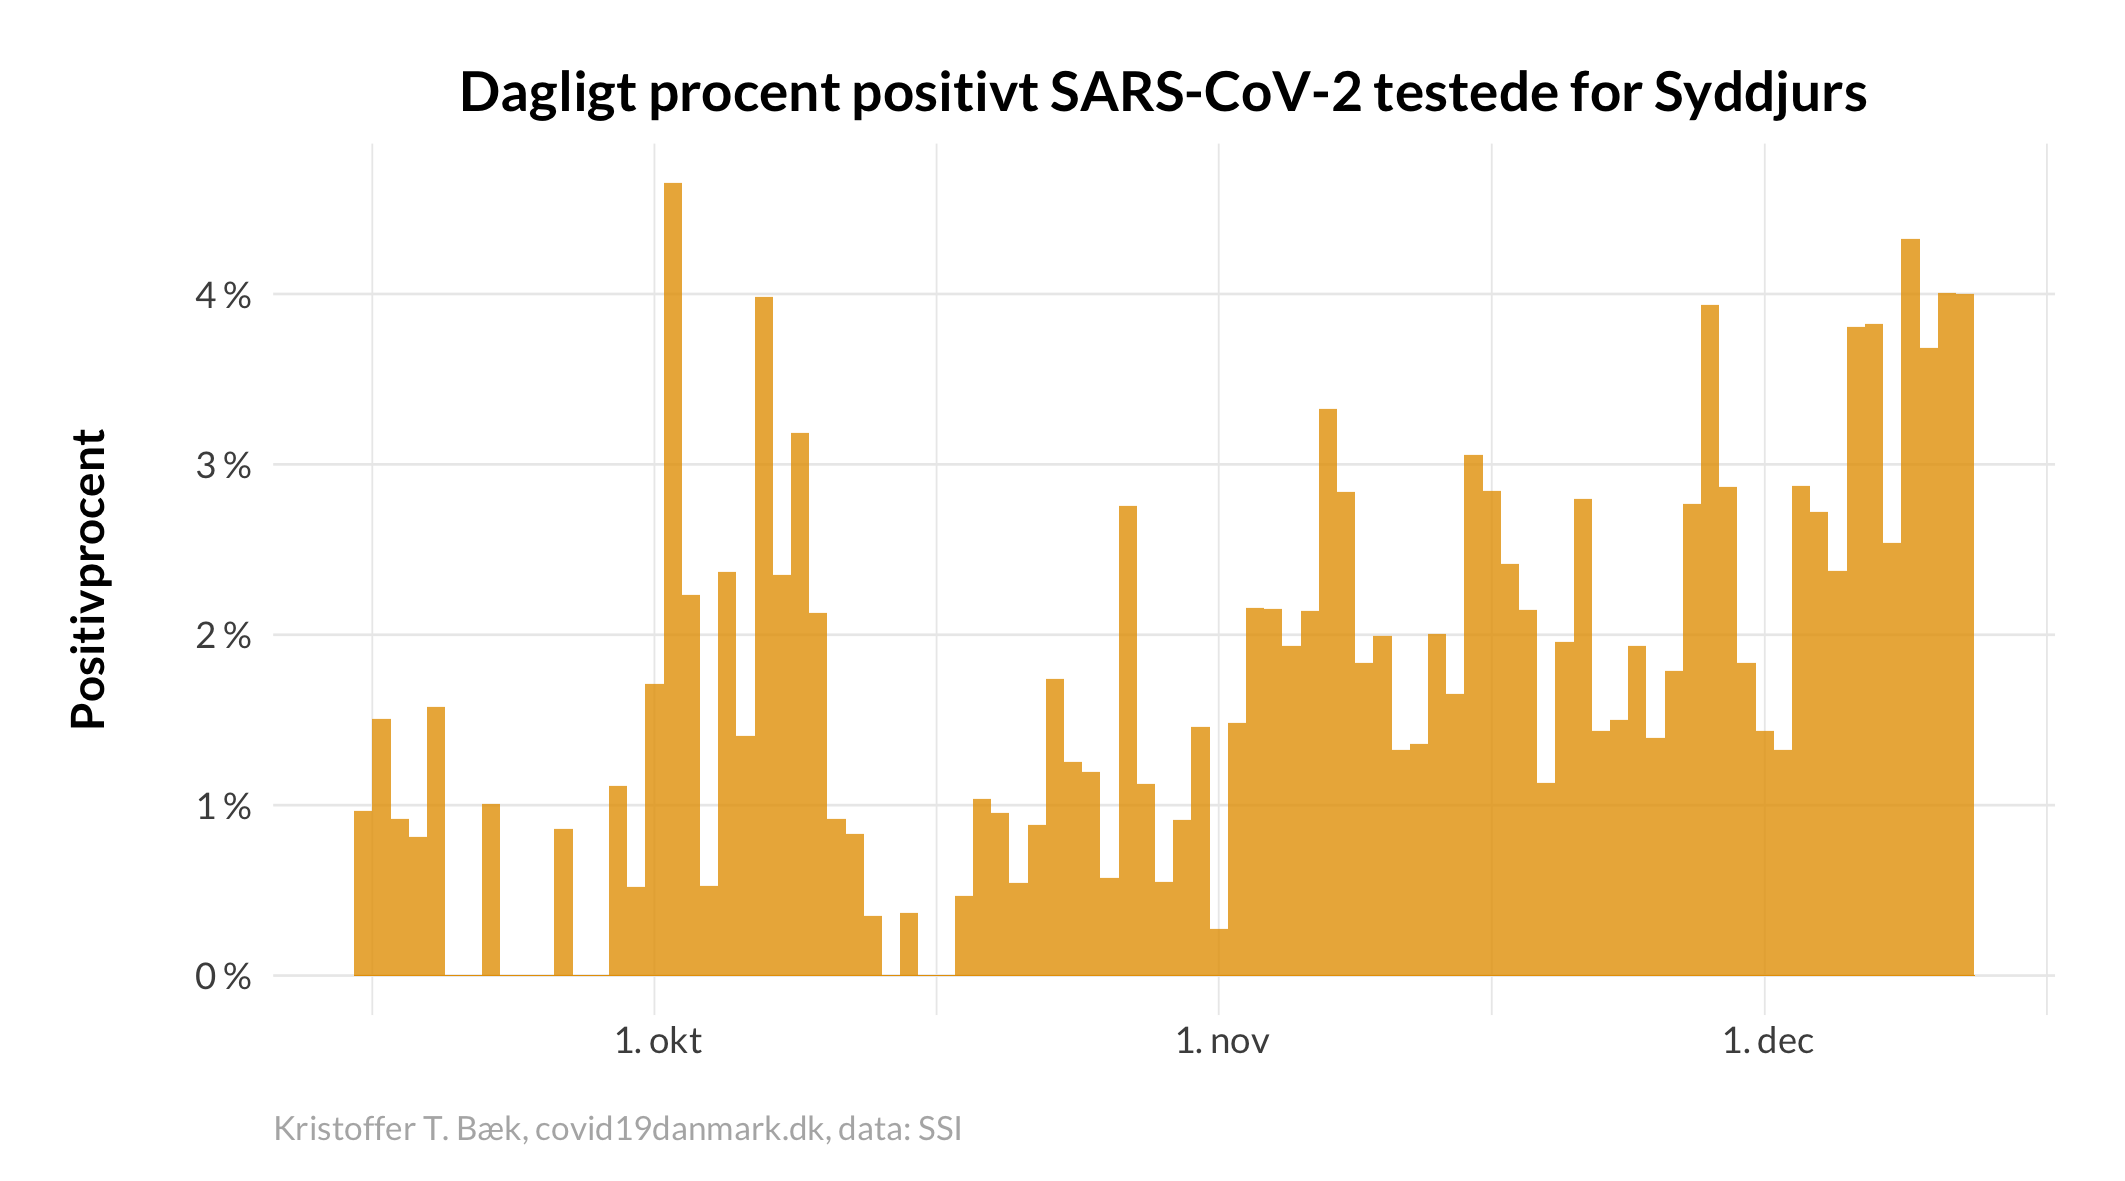 Dagligt procent positivt SARS-CoV-2 testede for Syddjurs
Positivprocent
4 %
3 %
2 %
1 %
0 %
1. okt
1. nov
1. dec
Kristoffer T. Bæk, covid19danmark.dk, data: SSI